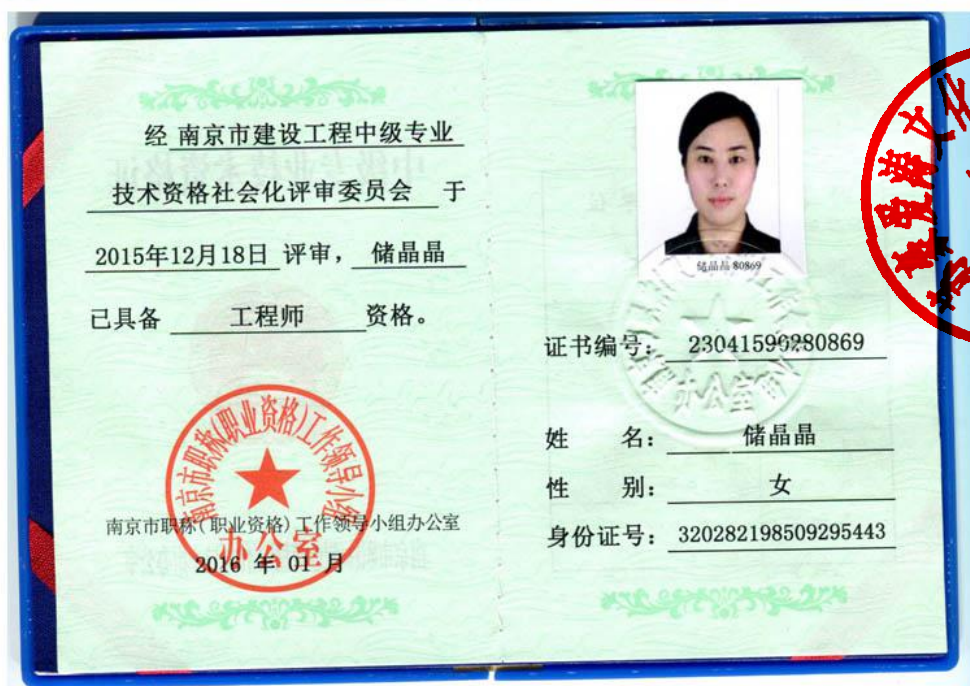 经 南京市建设工程中级专业
技术资格社会化评审委员会 于
2015年12月18日 评审， 储晶晶
已具备 工程师 资格。
南京市职称(职业资格)工作领导小组
办公室
南京市职称(职业资格)工作领导小组办公室
2016 年 01 月
储晶晶 80869
证书编号： 23041590280869
姓 名： 储晶晶
性 别： 女
身份证号： 320282198509295443